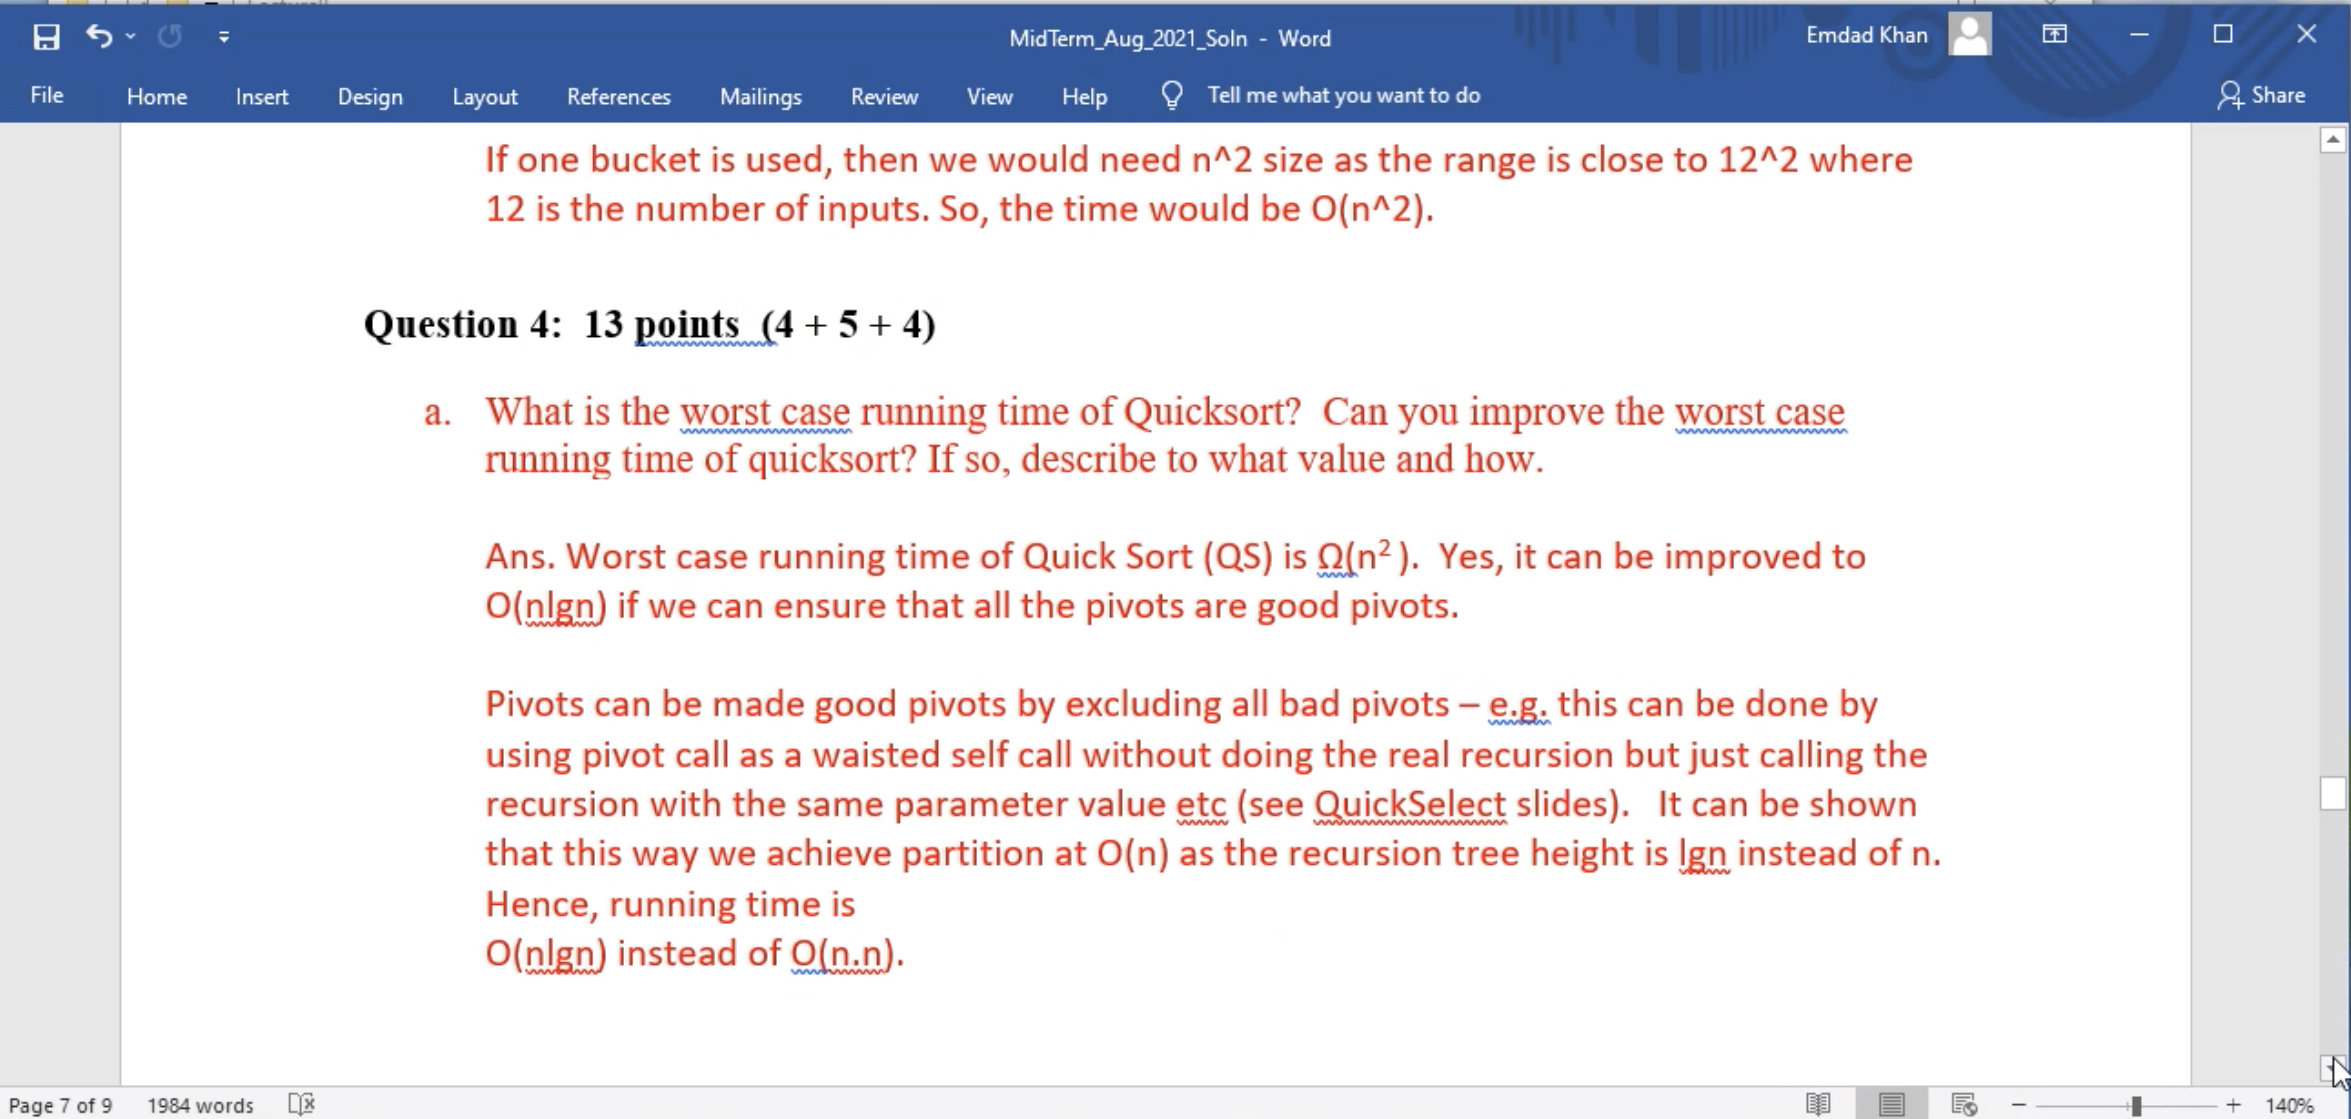 MidTerm_Aug_2021_Soln - Word
Emdad Khan
File Home Insert Design Layout References Mailings Review View Help Tell me what you want to do Share
If one bucket is used, then we would need n^2 size as the range is close to 12^2 where
12 is the number of inputs. So, the time would be O(n^2).
Question 4: 13 points (4 + 5 + 4)
a. What is the worst case running time of Quicksort? Can you improve the worst case
running time of quicksort? If so, describe to what value and how.
Ans. Worst case running time of Quick Sort (QS) is Ω(n²). Yes, it can be improved to
O(nlgn) if we can ensure that all the pivots are good pivots.
Pivots can be made good pivots by excluding all bad pivots – e.g. this can be done by
using pivot call as a waisted self call without doing the real recursion but just calling the
recursion with the same parameter value etc (see QuickSelect slides). It can be shown
that this way we achieve partition at O(n) as the recursion tree height is lgn instead of n.
Hence, running time is
O(nlgn) instead of O(n.n).
Page 7 of 9 1984 words 140%